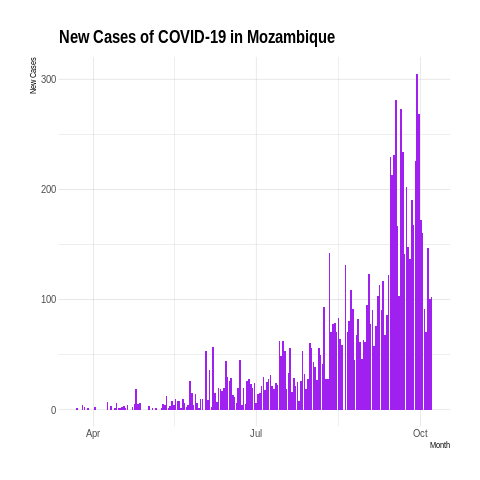 New Cases of COVID-19 in Mozambique
New Cases
300
200
100
0
Apr
Jul
Oct
Month